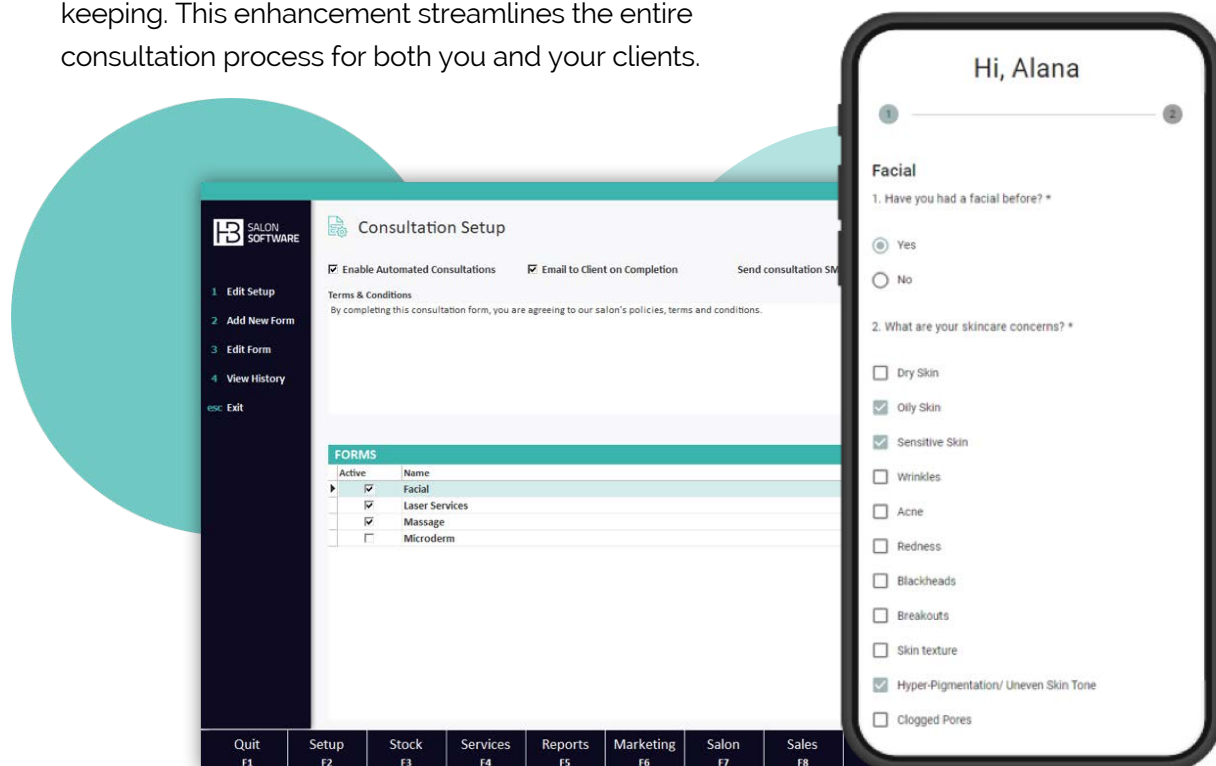 keeping. This enhancement streamlines the entire
consultation process for both you and your clients.
HB SALON
SOFTWARE
1 Edit Setup
2 Add New Form
3 Edit Form
4 View History
esc Exit
Consultation Setup
Enable Automated Consultations Email to Client on Completion Send consultation SM
Terms & Conditions
By completing this consultation form, you are agreeing to our salon's policies, terms and conditions.
FORMS
Active Name
Facial
Laser Services
Massage
Microderm
Quit Setup Stock Services Reports Marketing Salon Sales
F1 F2 F3 F4 F5 F6 F7 F8
Hi, Alana
1 2
Facial
1. Have you had a facial before? *
Yes
No
2. What are your skincare concerns? *
Dry Skin
Oily Skin
Sensitive Skin
Wrinkles
Acne
Redness
Blackheads
Breakouts
Skin texture
Hyper-Pigmentation/ Uneven Skin Tone
Clogged Pores